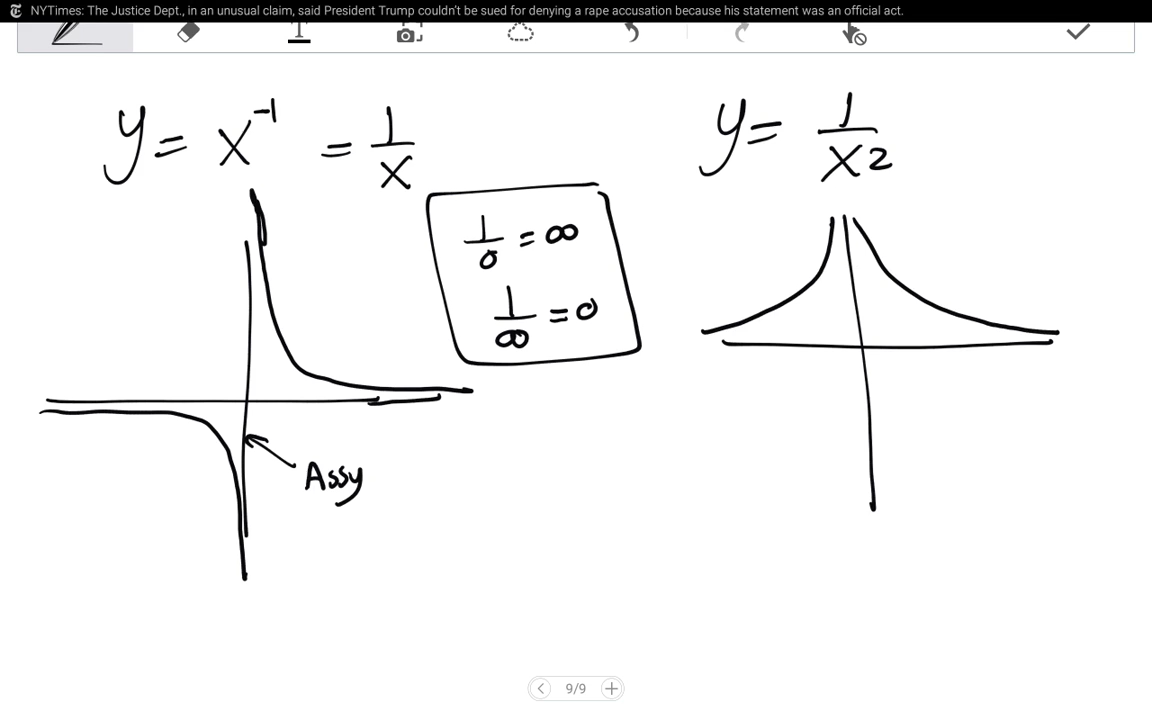 NYTimes: The Justice Dept., in an unusual claim, said President Trump couldn't be sued for denying a rape accusation because his statement was an official act.
y = x⁻¹ = 1/x
y = 1/x²
1/0 = ∞
1/∞ = 0
Assy
9/9